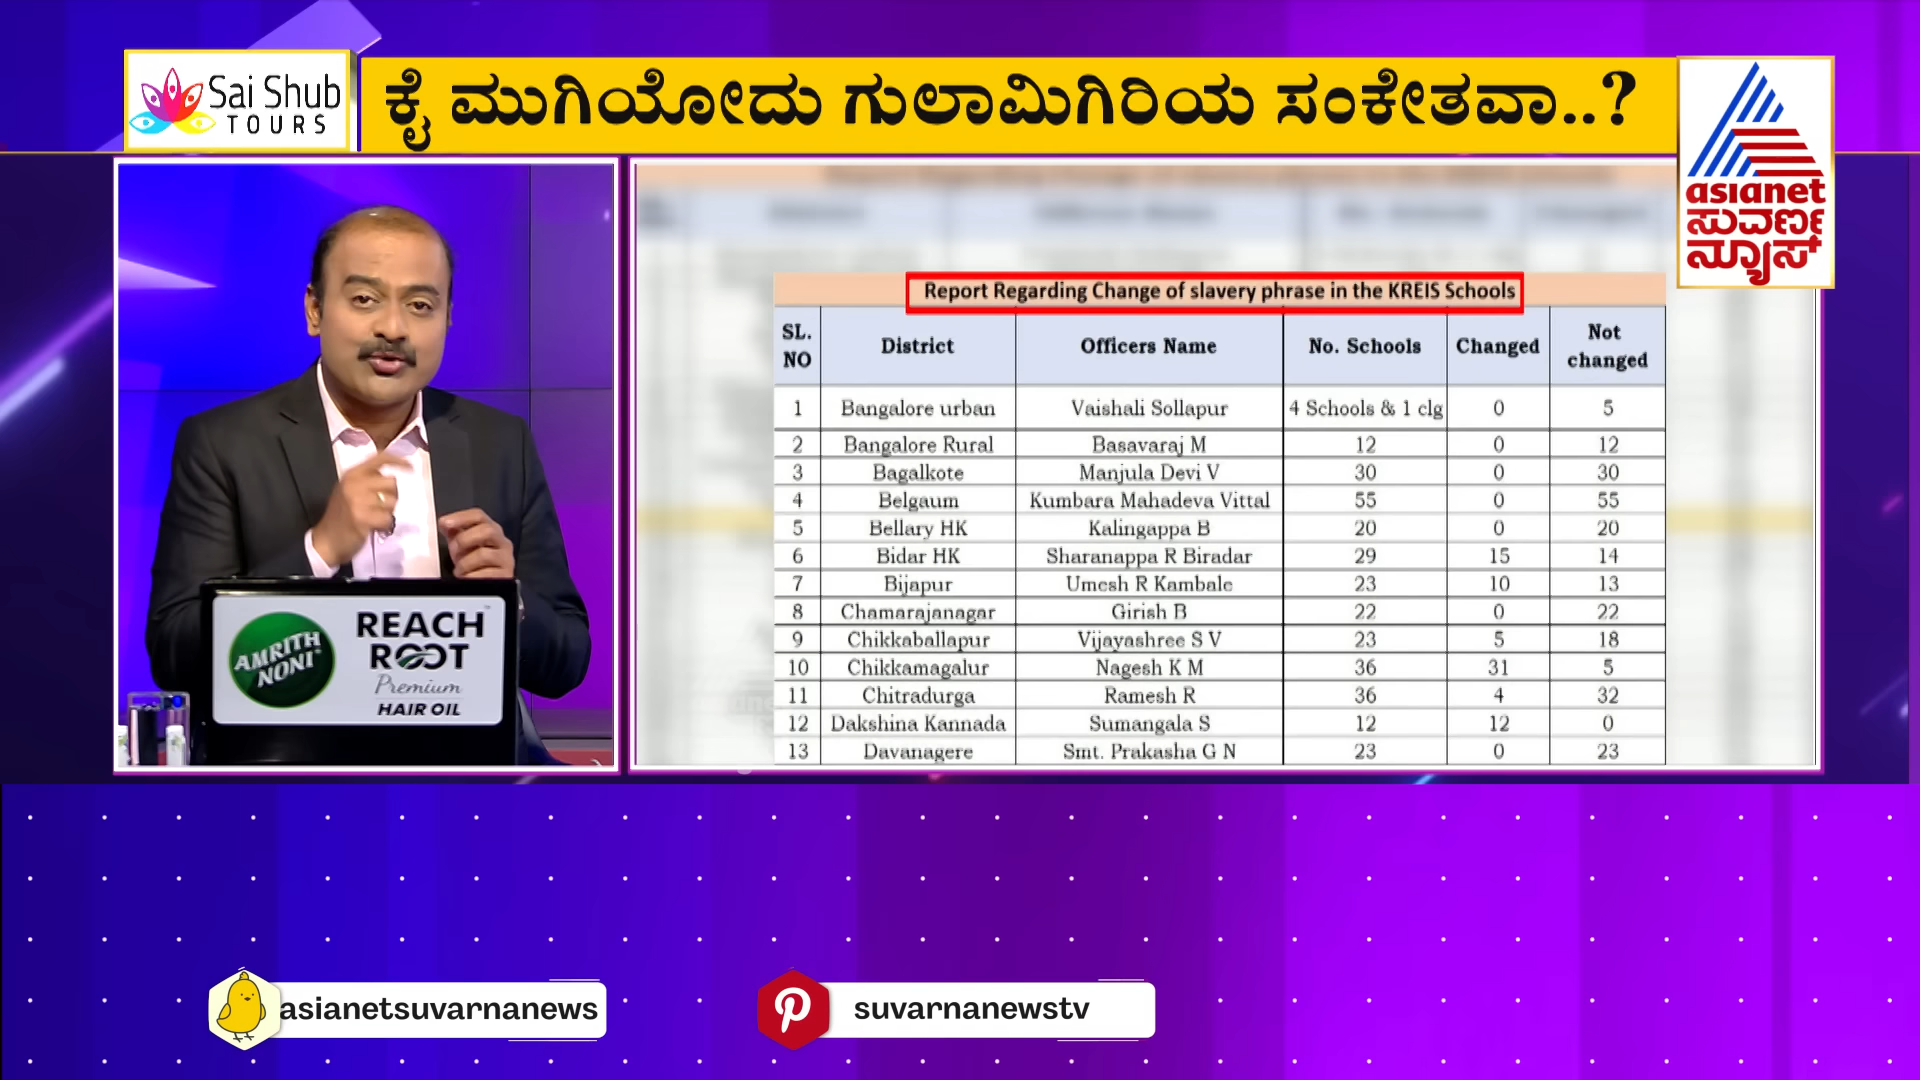 Sai Shub
TOURS
ಕೈ ಮುಗಿಯೋದು ಗುಲಾಮಿಗಿರಿಯ ಸಂಕೇತವಾ..?
asianet
ಸುವರ್ಣ
ನ್ಯೂಸ್
Report Regarding Change of slavery phrase in the KREIS Schools
SL. NO District Officers Name No. Schools Changed Not changed
1 Bangalore urban Vaishali Sollapur 4 Schools & 1 clg 0 5
2 Bangalore Rural Basavaraj M 12 0 12
3 Bagalkote Manjula Devi V 30 0 30
4 Belgaum Kumbara Mahadeva Vittal 55 0 55
5 Bellary HK Kalingappa B 20 0 20
6 Bidar HK Sharanappa R Biradar 29 15 14
7 Bijapur Umesh R Kambale 23 10 13
8 Chamarajanagar Girish B 22 0 22
9 Chikkaballapur Vijayashree S V 23 5 18
10 Chikkamagalur Nagesh K M 36 31 5
11 Chitradurga Ramesh R 36 4 32
12 Dakshina Kannada Sumangala S 12 12 0
13 Davanagere Smt. Prakasha G N 23 0 23
AMRITH
NONI
REACH
ROOT
Premium
HAIR OIL
asianetsuvarnanews
suvarnanewstv